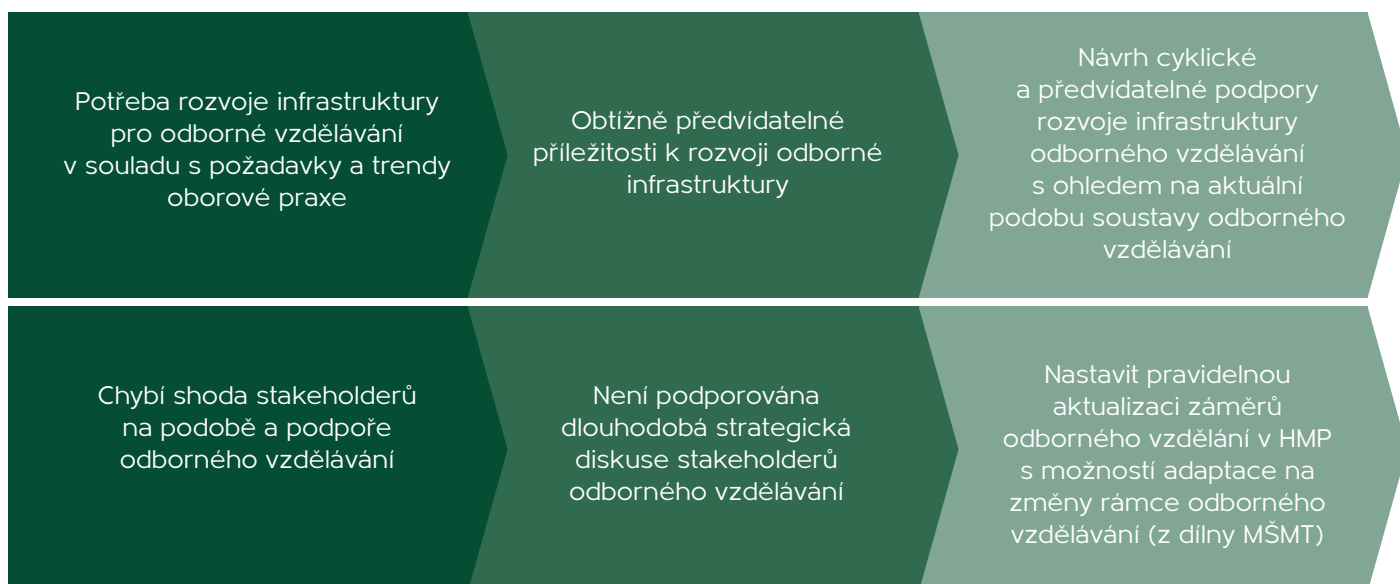 Potřeba rozvoje infrastruktury
pro odborné vzdělávání
v souladu s požadavky a trendy
oborové praxe
Obtížně předvídatelné
příležitosti k rozvoji odborné
infrastruktury
Návrh cyklické
a předvídatelné podpory
rozvoje infrastruktury
odborného vzdělávání
s ohledem na aktuální
podobu soustavy odborného
vzdělávání
Chybí shoda stakeholderů
na podobě a podpoře
odborného vzdělávání
Není podporována
dlouhodobá strategická
diskuse stakeholderů
odborného vzdělávání
Nastavit pravidelnou
aktualizaci záměrů
odborného vzdělání v HMP
s možností adaptace na
změny rámce odborného
vzdělávání (z dílny MŠMT)